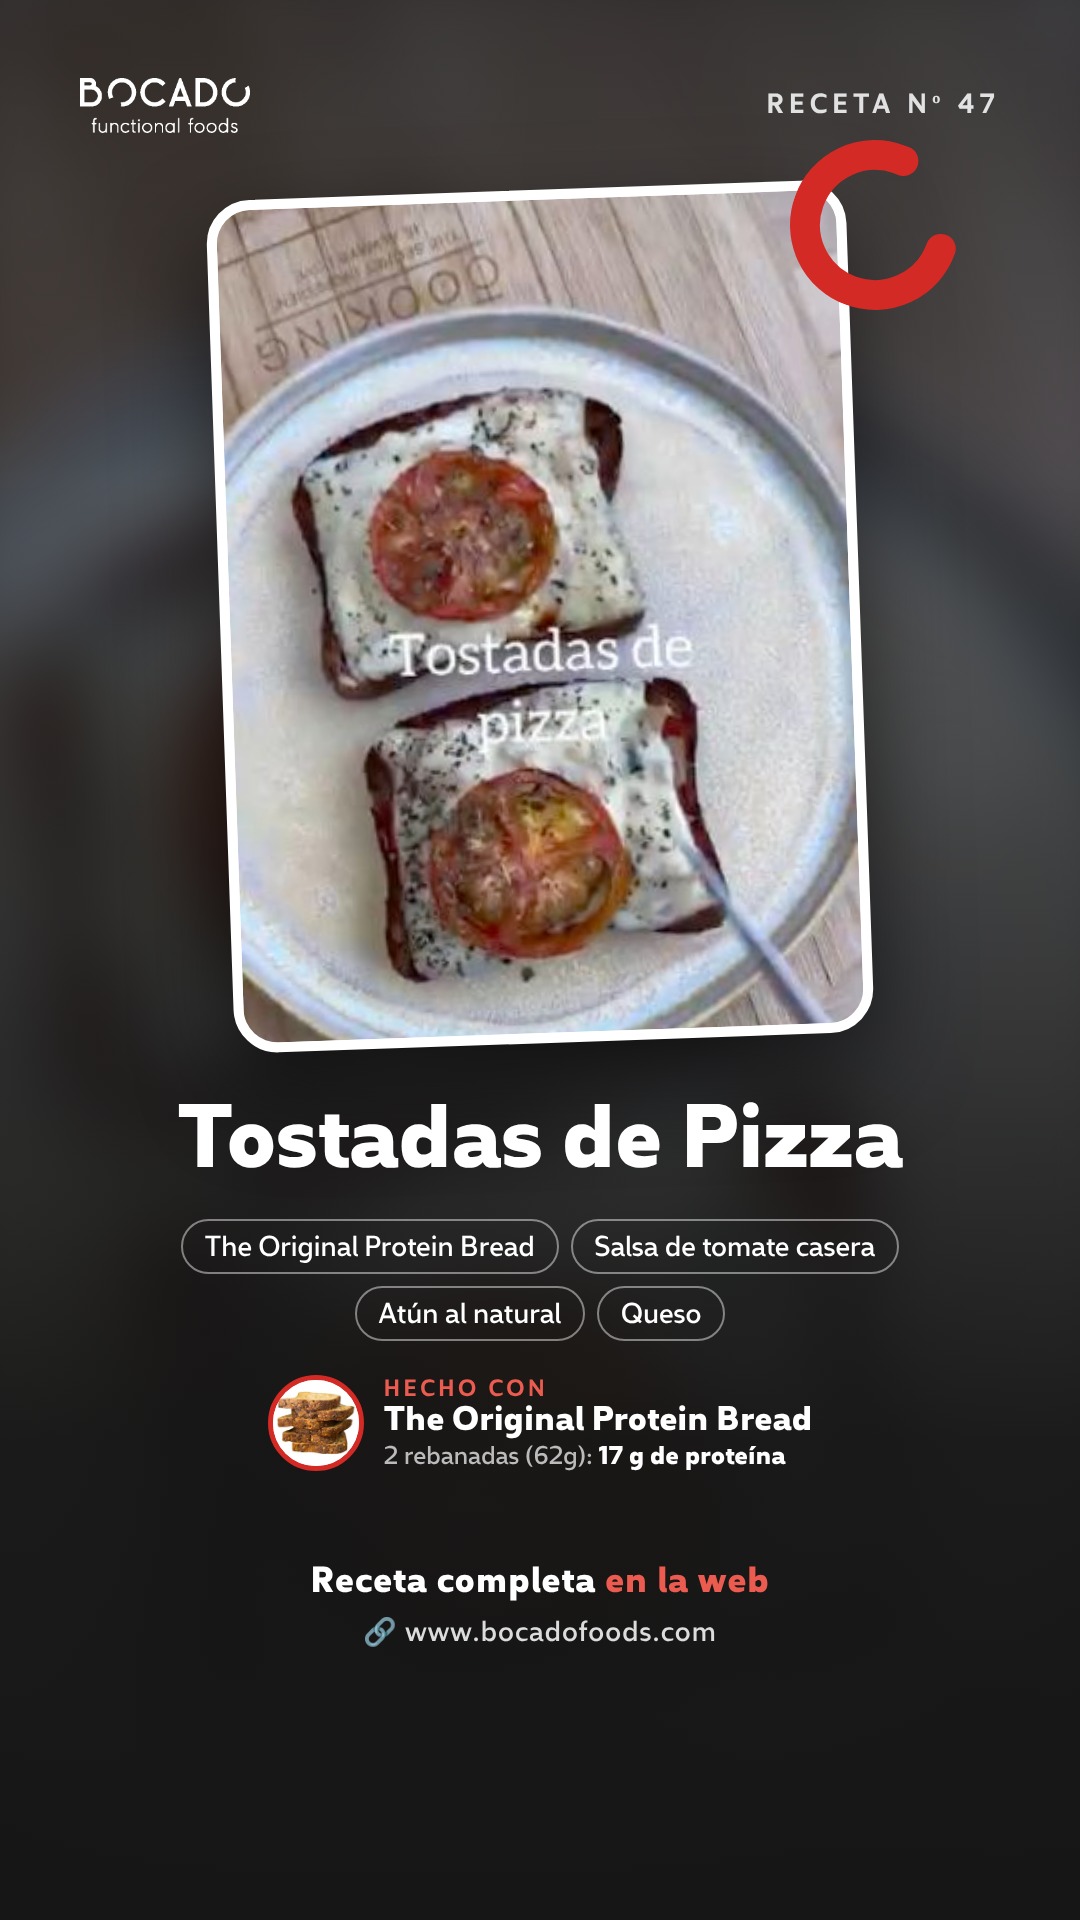 BOCADO
functional foods
RECETA Nº 47
COOKING
Tostadas de
pizza
Tostadas de Pizza
The Original Protein Bread
Salsa de tomate casera
Atún al natural
Queso
HECHO CON
The Original Protein Bread
2 rebanadas (62g): 17 g de proteína
Receta completa en la web
www.bocadofoods.com